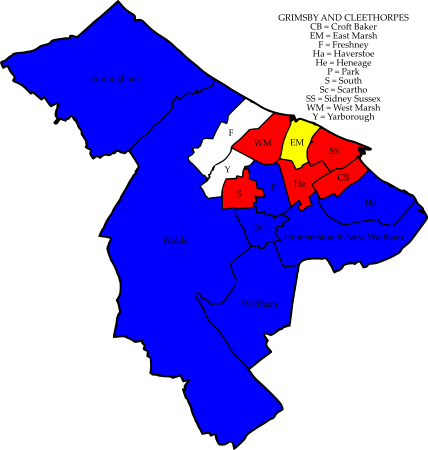 GRIMSBY AND CLEETHORPES
CB = Croft Baker
EM = East Marsh
F = Freshney
Ha = Haverstoe
He = Heneage
P = Park
S = South
Sc = Scartho
SS = Sidney Sussex
WM = West Marsh
Y = Yarborough
Immingham
F
WM
EM
SS
Y
CB
He
S
P
Ha
Sc
Humberston & New Waltham
Wolds
Waltham